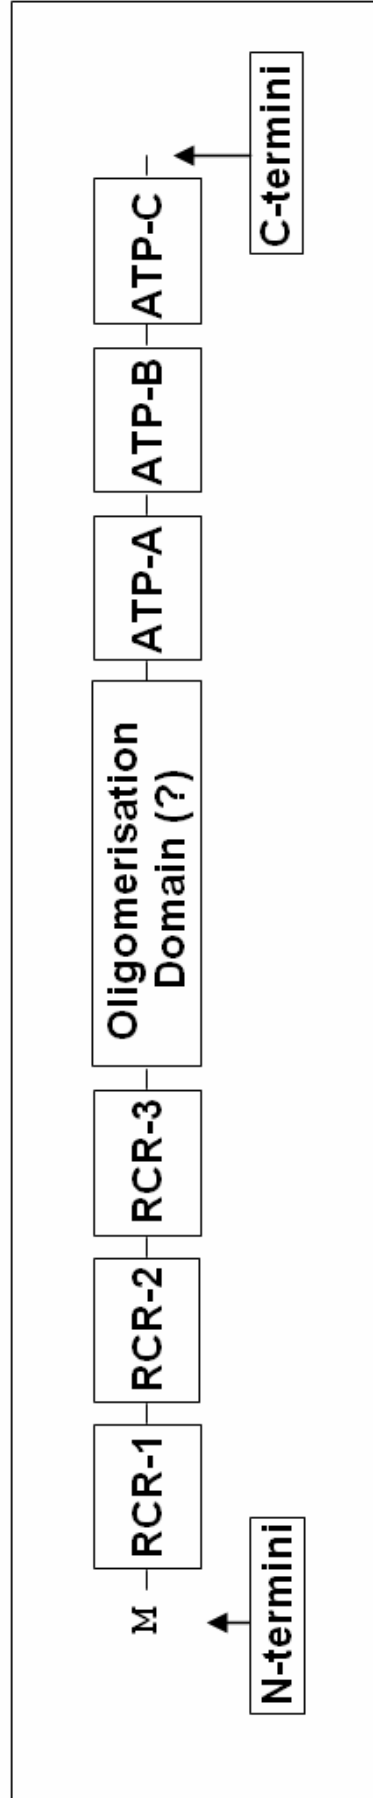 M
RCR-1
RCR-2
RCR-3
Oligomerisation
Domain (?)
ATP-A
ATP-B
ATP-C
N-termini
C-termini